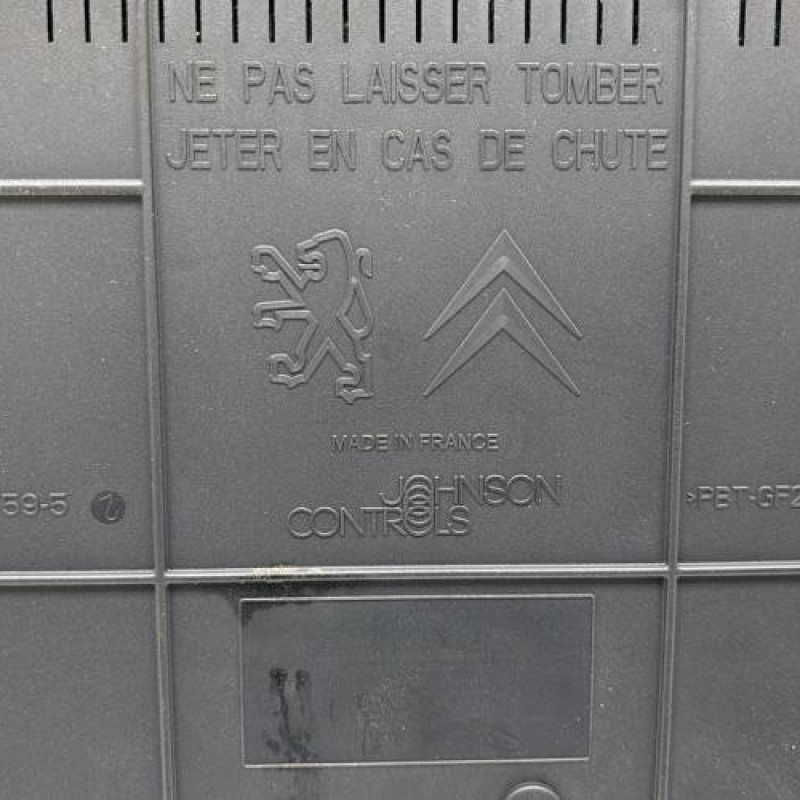 NE PAS LAISSER TOMBER
JETER EN CAS DE CHUTE
MADE IN FRANCE
JOHNSON
CONTROLS
59-5
>PBT-GF2